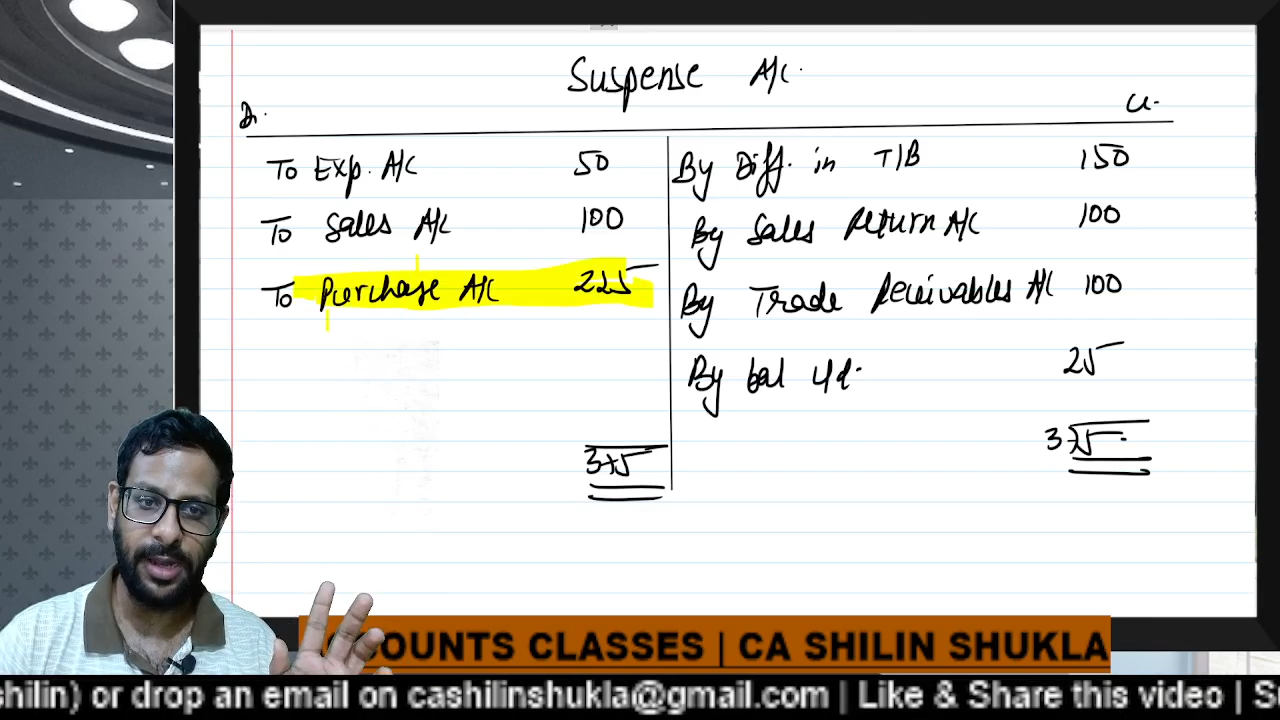 Suspense A/c.
Dr. Cr.
To Exp. A/c 50 By Diff. in T/B 150
To Sales A/c 100 By Sales Return A/c 100
To Purchase A/c 225 By Trade Receivables A/c 100
By bal c/d. 25
375 375
COUNTS CLASSES | CA SHILIN SHUKLA
shilin) or drop an email on cashilinshukla@gmail.com | Like & Share this video | S